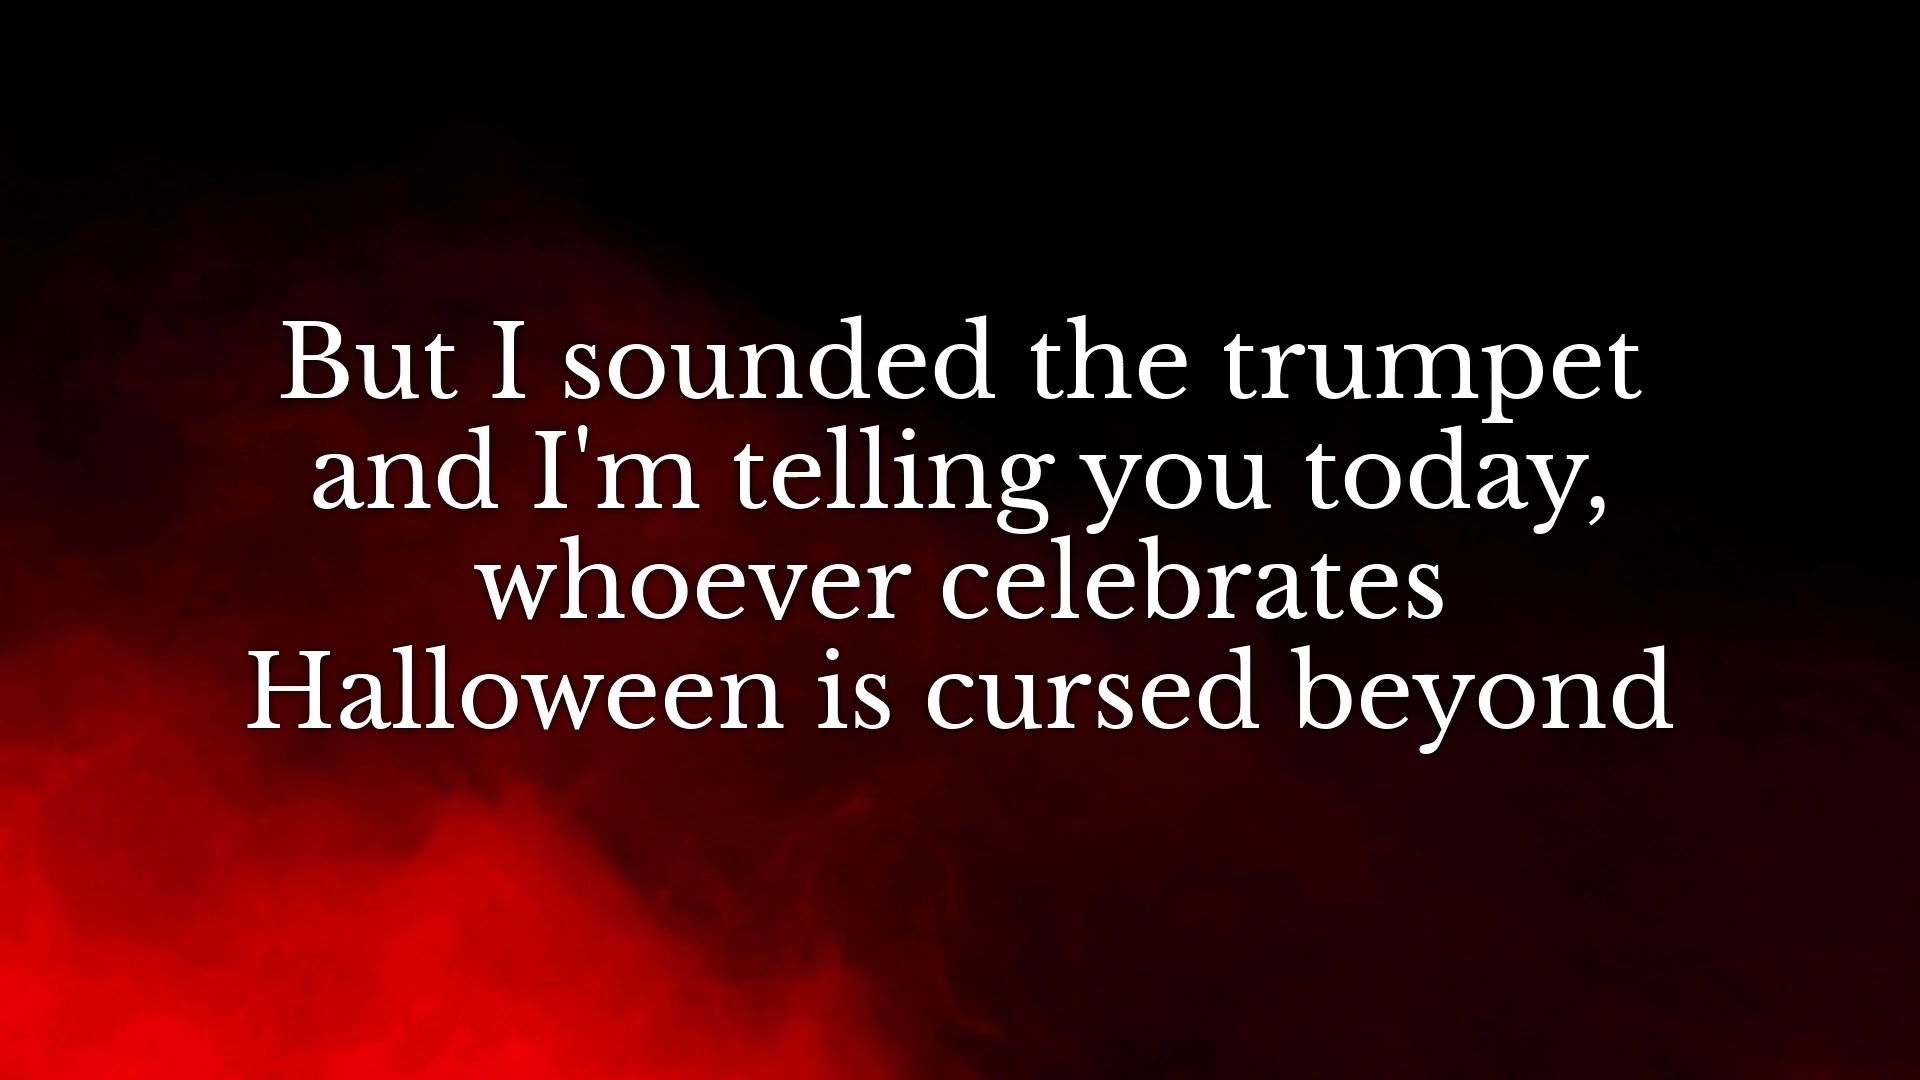 But I sounded the trumpet
and I'm telling you today,
whoever celebrates
Halloween is cursed beyond